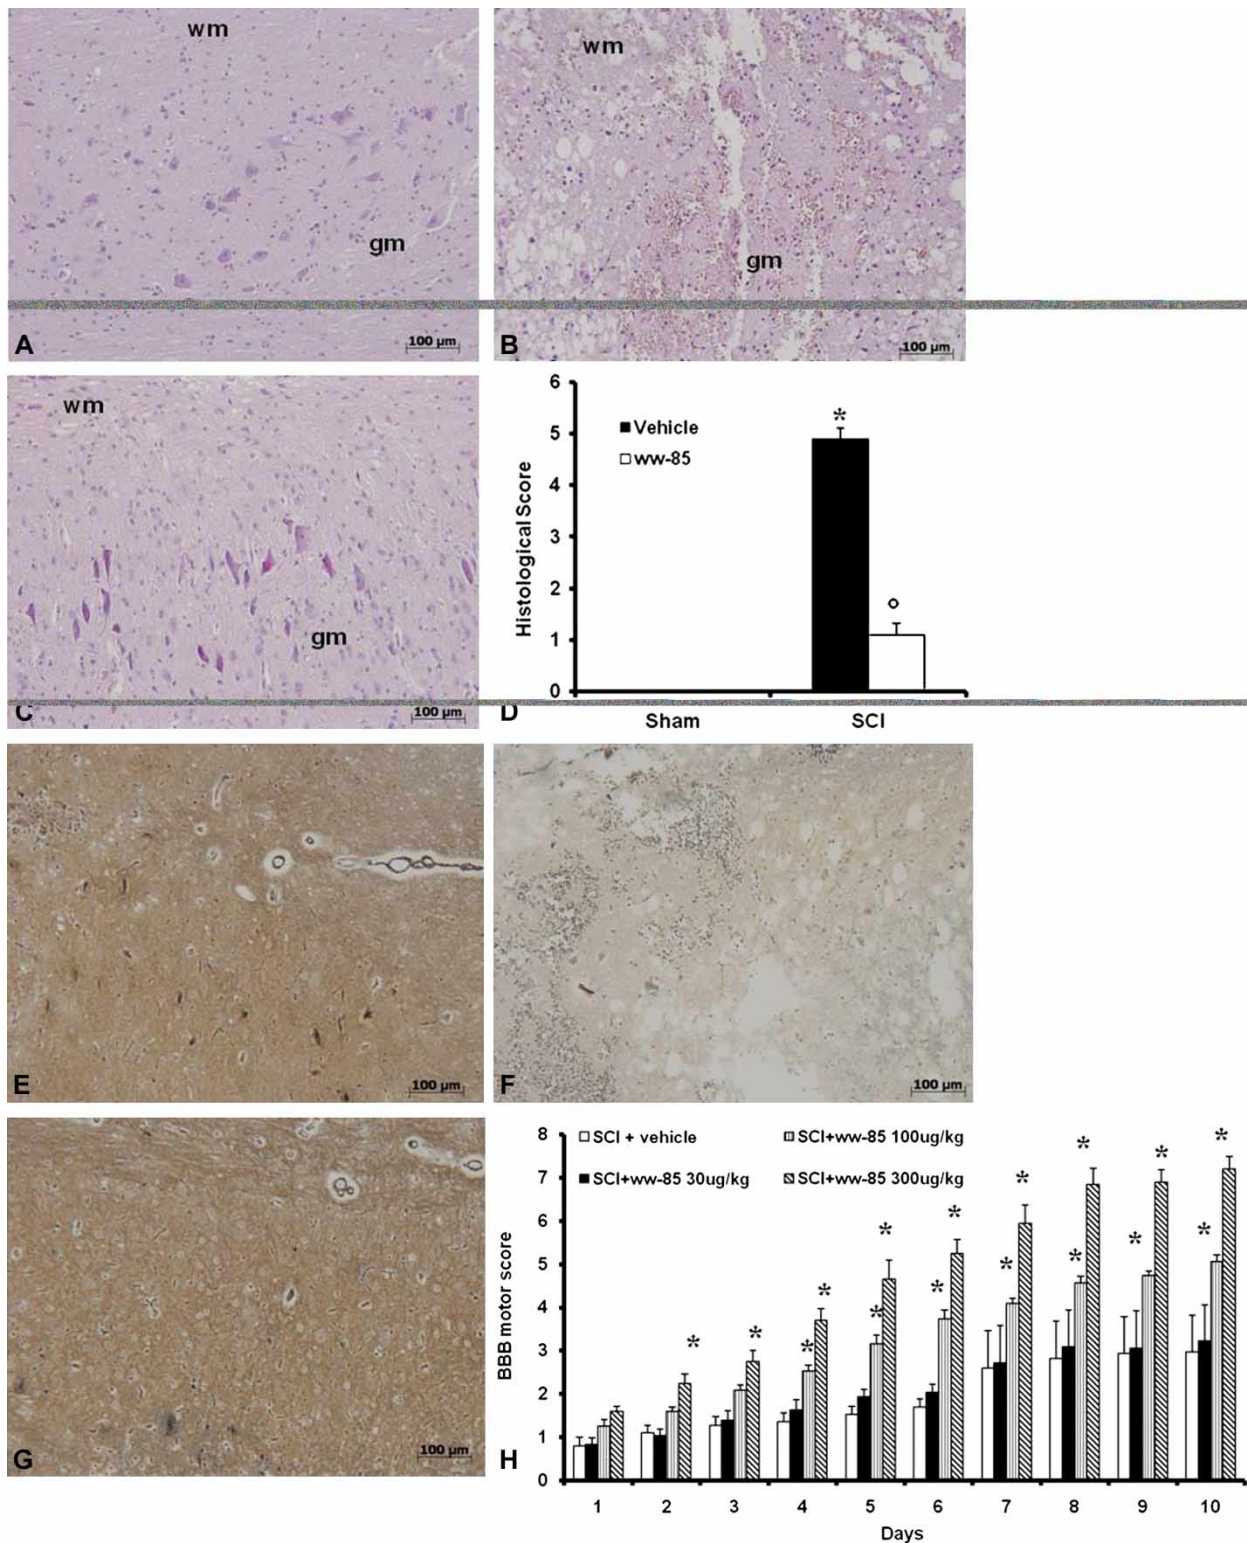 wm
gm
A
100 µm
wm
gm
B
100 µm
wm
gm
C
100 µm
6
5
4
3
2
1
0
Histological Score
Vehicle
ww-85
*
°
D
Sham
SCI
E
100 µm
F
100 µm
G
100 µm
H
8
7
6
5
4
3
2
1
0
BBB motor score
SCI + vehicle
SCI+ww-85 100ug/kg
SCI+ww-85 30ug/kg
SCI+ww-85 300ug/kg
* * * * * * * * * * * * * * * *
1 2 3 4 5 6 7 8 9 10
Days